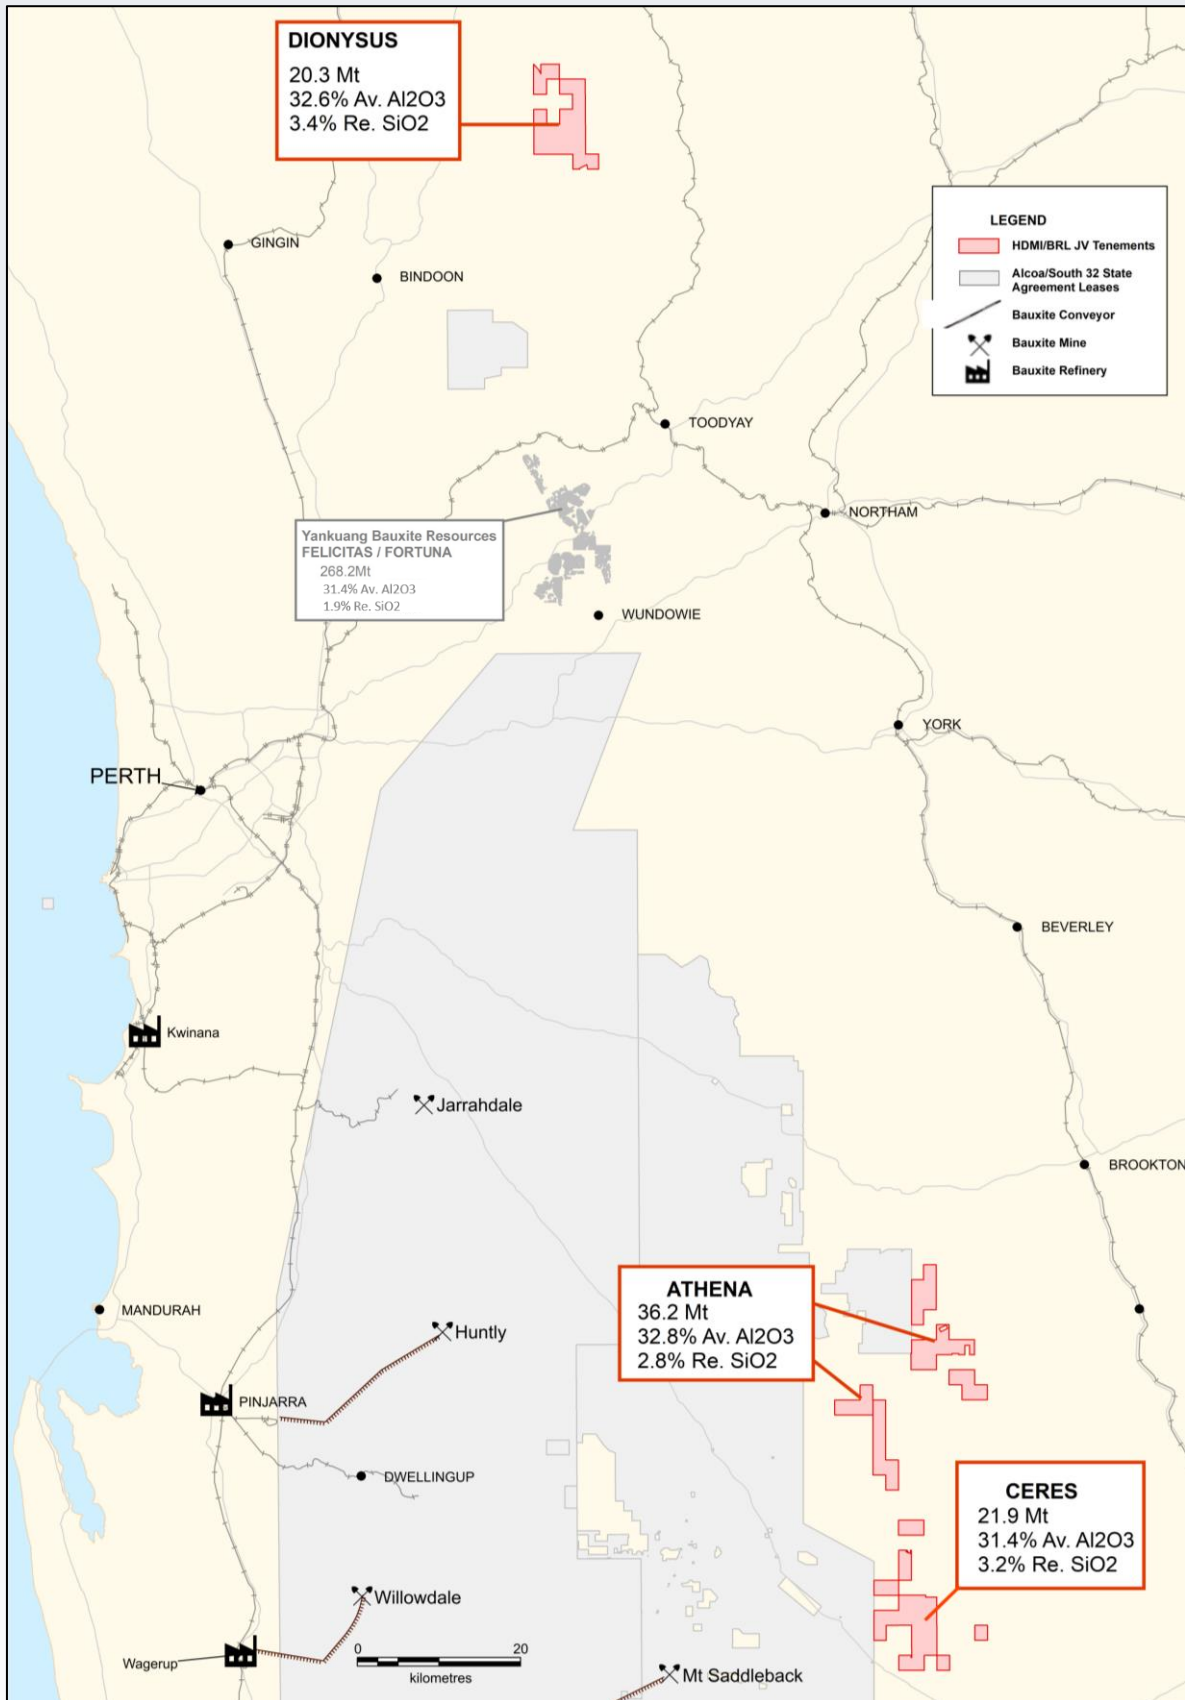 DIONYSUS
20.3 Mt
32.6% Av. Al2O3
3.4% Re. SiO2
GINGIN
BINDOON
LEGEND
HDMI/BRL JV Tenements
Alcoa/South 32 State
Agreement Leases
Bauxite Conveyor
Bauxite Mine
Bauxite Refinery
TOODYAY
NORTHAM
Yankuang Bauxite Resources
FELICITAS / FORTUNA
268.2Mt
31.4% Av. Al2O3
1.9% Re. SiO2
WUNDOWIE
YORK
PERTH
BEVERLEY
Kwinana
Jarrahdale
BROOKTON
ATHENA
36.2 Mt
32.8% Av. Al2O3
2.8% Re. SiO2
MANDURAH
Huntly
PINJARRA
DWELLINGUP
CERES
21.9 Mt
31.4% Av. Al2O3
3.2% Re. SiO2
Willowdale
Wagerup
0 20
kilometres
Mt Saddleback